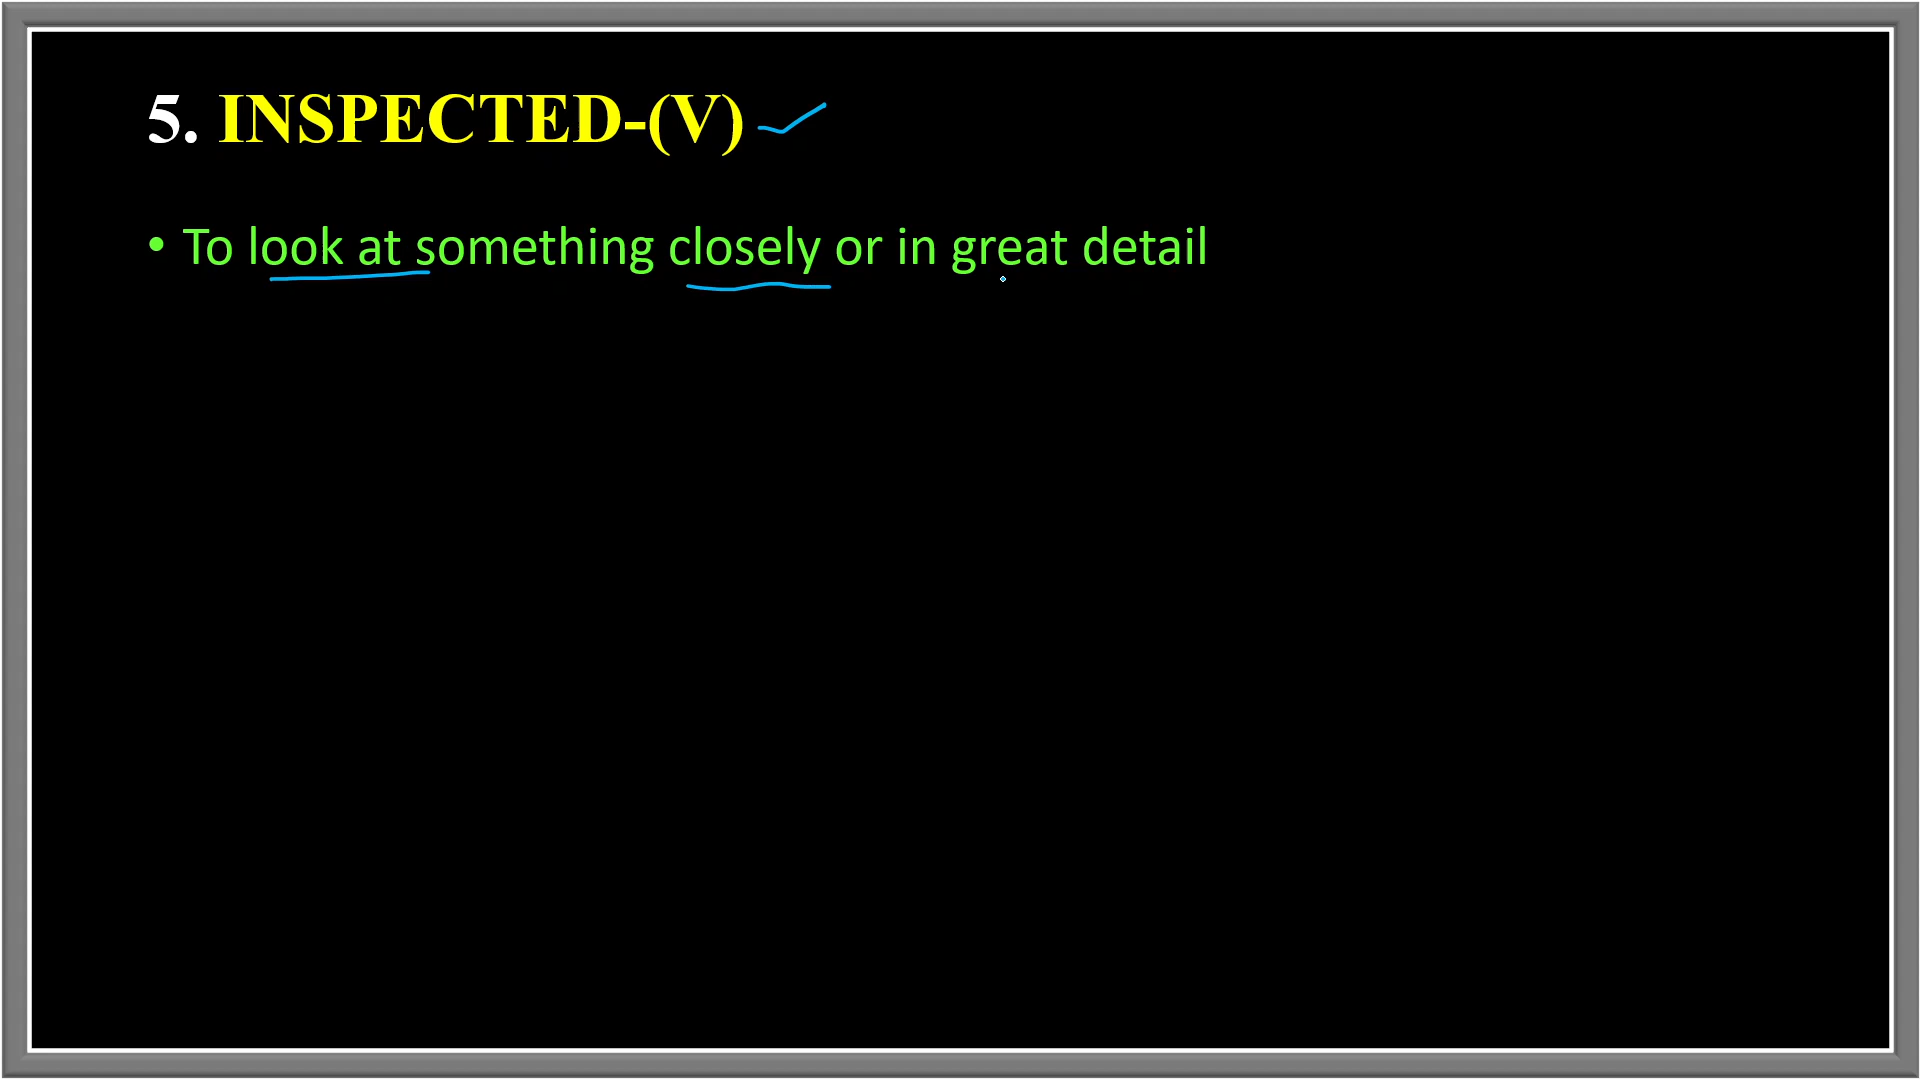 5. INSPECTED-(V)
• To look at something closely or in great detail